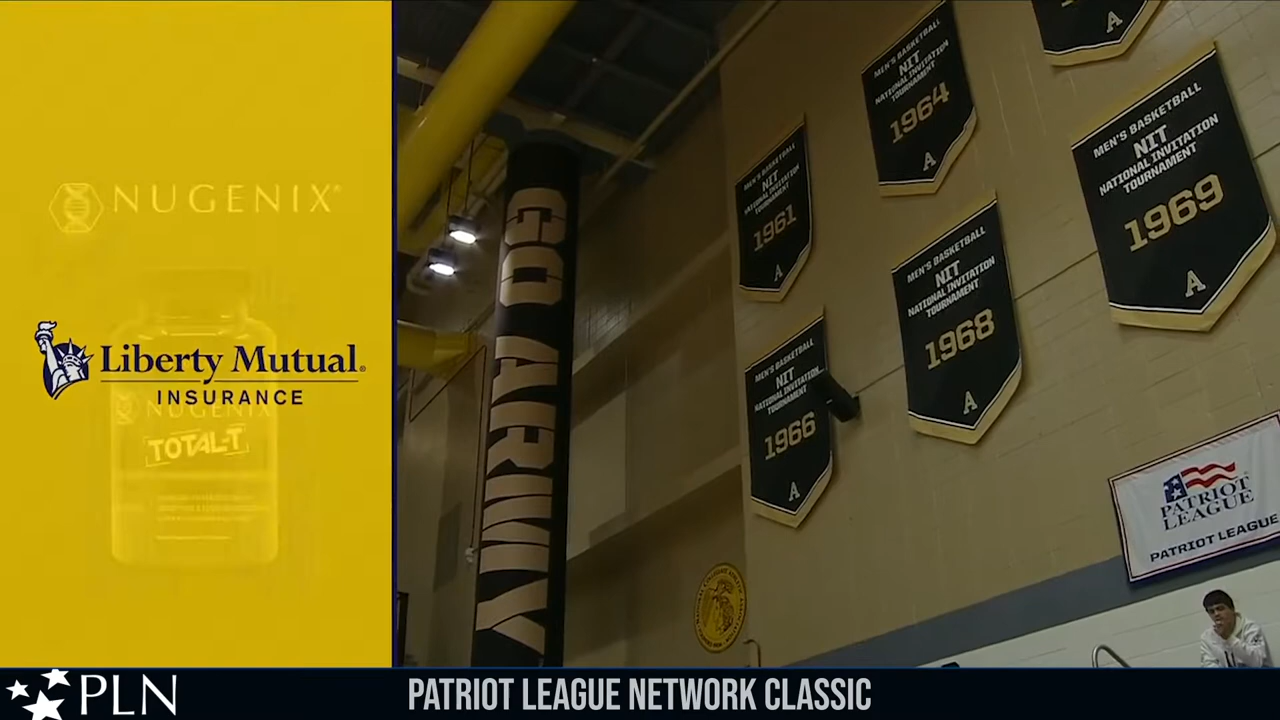 NUGENIX®
Liberty Mutual®
INSURANCE
NUGENIX
TOTAL-T
GO ARMY
MEN'S BASKETBALL
NIT
NATIONAL INVITATION
TOURNAMENT
1961
A
MEN'S BASKETBALL
NIT
NATIONAL INVITATION
TOURNAMENT
1964
A
A
MEN'S BASKETBALL
NIT
NATIONAL INVITATION
TOURNAMENT
1966
A
MEN'S BASKETBALL
NIT
NATIONAL INVITATION
TOURNAMENT
1968
A
MEN'S BASKETBALL
NIT
NATIONAL INVITATION
TOURNAMENT
1969
A
PATRIOT
LEAGUE
PATRIOT LEAGUE
PLN
PATRIOT LEAGUE NETWORK CLASSIC